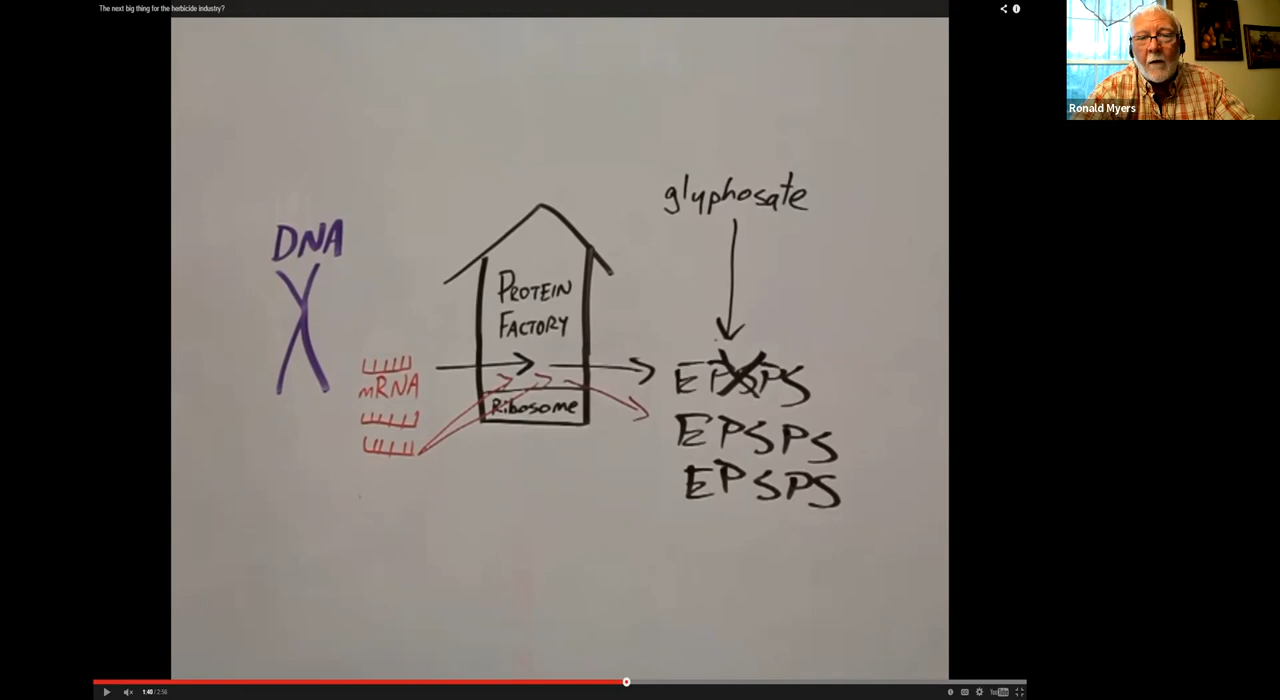 The next big thing for the herbicide industry?
Ronald Myers
glyphosate
DNA
PROTEIN
FACTORY
mRNA
Ribosome
EPSPS
EPSPS
EPSPS
1:40 / 2:56
YouTube